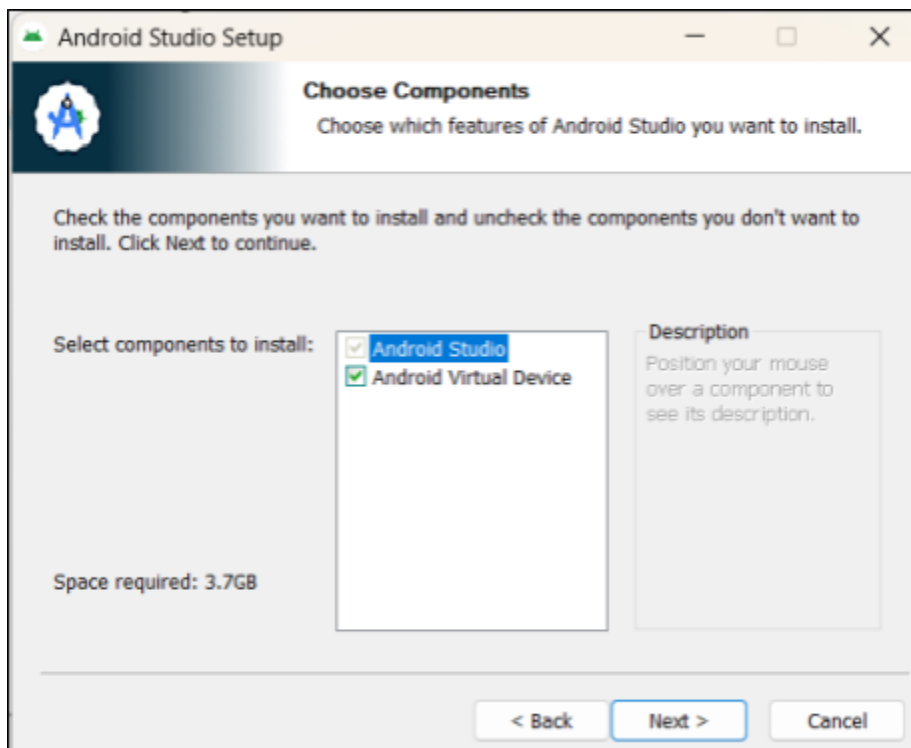 Android Studio Setup
Choose Components
Choose which features of Android Studio you want to install.
Check the components you want to install and uncheck the components you don't want to
install. Click Next to continue.
Select components to install:
Android Studio
Android Virtual Device
Description
Position your mouse
over a component to
see its description.
Space required: 3.7GB
< Back
Next >
Cancel